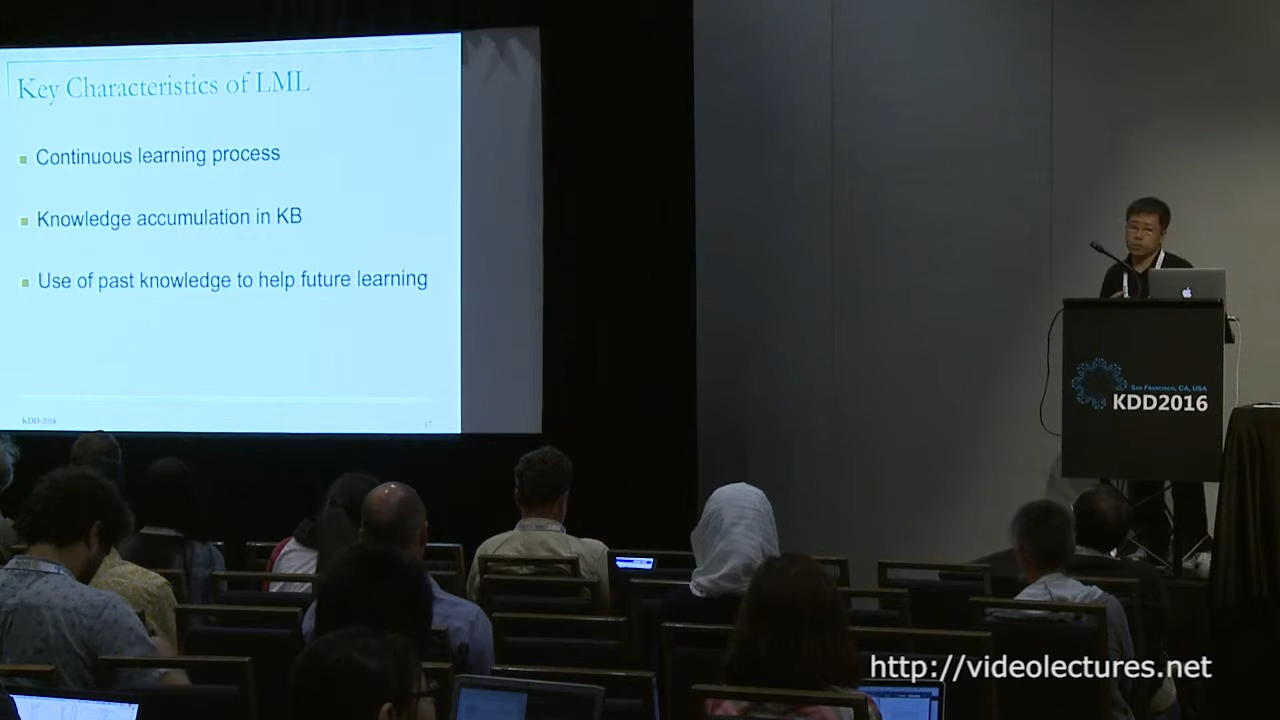 Key Characteristics of LML
Continuous learning process
Knowledge accumulation in KB
Use of past knowledge to help future learning
KDD-2016
17
SAN FRANCISCO, CA, USA
KDD2016
http://videolectures.net